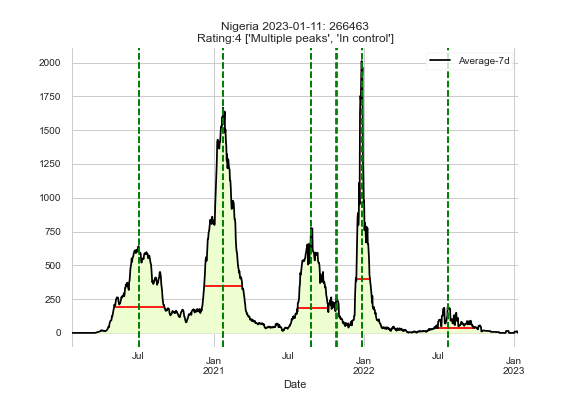 Nigeria 2023-01-11: 266463
Rating:4 ['Multiple peaks', 'In control']
Average-7d
2000
1750
1500
1250
1000
750
500
250
0
Jul
Jan
2021
Jul
Jan
2022
Jul
Jan
2023
Date